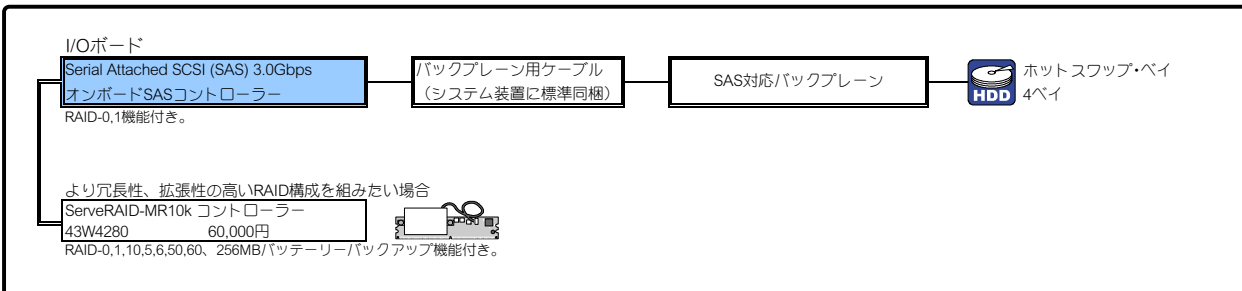 I/Oボード
Serial Attached SCSI (SAS) 3.0Gbps
オンボードSASコントローラー
RAID-0,1機能付き。
バックプレーン用ケーブル
（システム装置に標準同梱）
SAS対応バックプレーン
HDD
ホットスワップ・ベイ
4ベイ
より冗長性、拡張性の高いRAID構成を組みたい場合
ServeRAID-MR10k コントローラー
43W4280 60,000円
RAID-0,1,10,5,6,50,60、256MB/バッテーリーバックアップ機能付き。